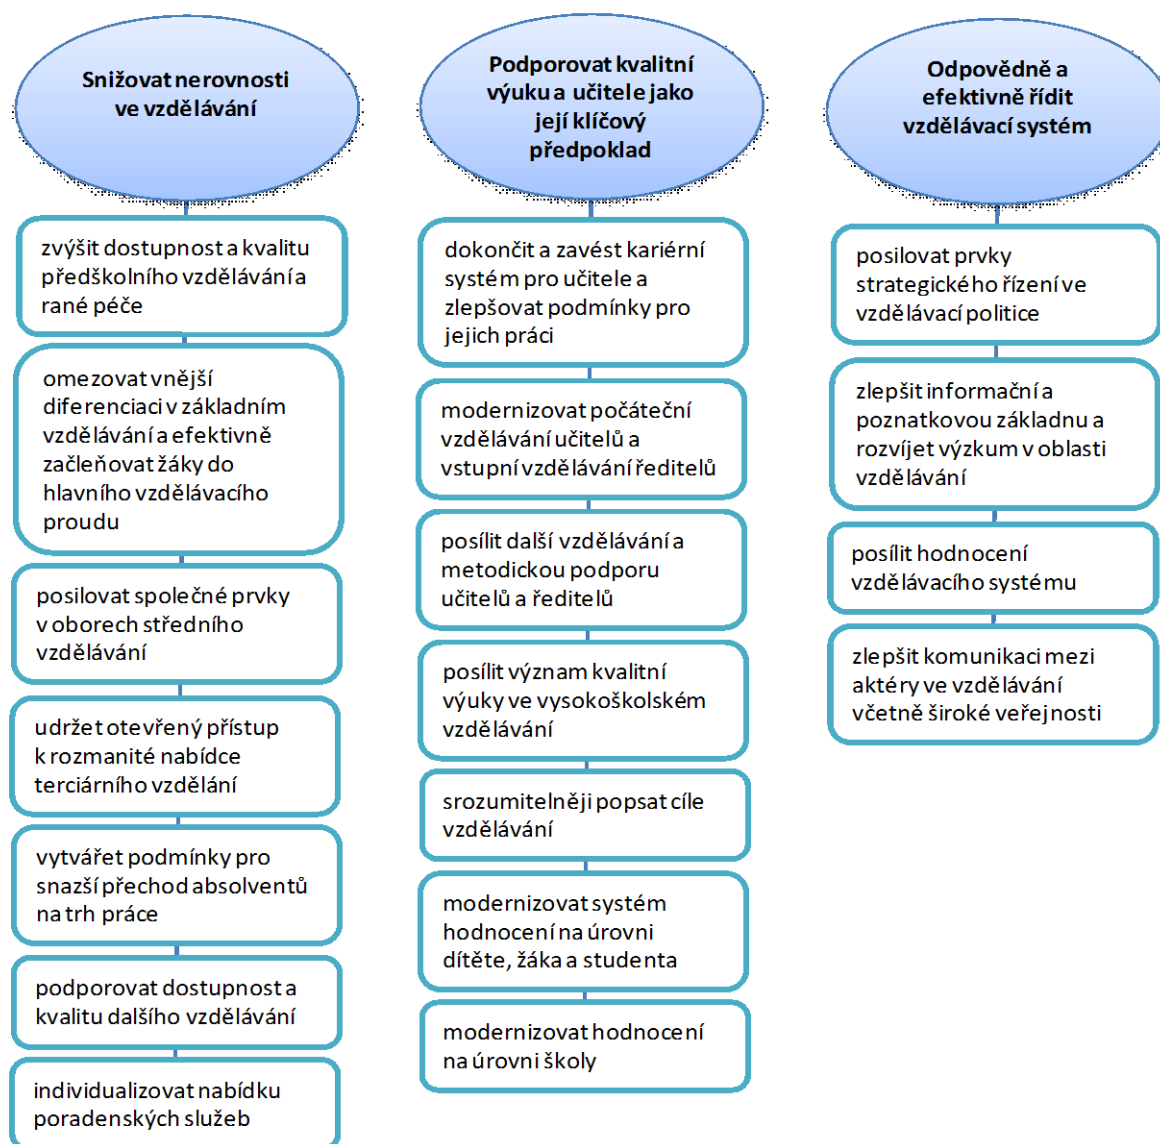 Snižovat nerovnosti
ve vzdělávání
zvýšit dostupnost a kvalitu
předškolního vzdělávání a
rané péče
omezovat vnější
diferenciaci v základním
vzdělávání a efektivně
začleňovat žáky do
hlavního vzdělávacího
proudu
posilovat společné prvky
v oborech středního
vzdělávání
udržet otevřený přístup
k rozmanité nabídce
terciárního vzdělání
vytvářet podmínky pro
snazší přechod absolventů
na trh práce
podporovat dostupnost a
kvalitu dalšího vzdělávání
individualizovat nabídku
poradenských služeb
Podporovat kvalitní
výuku a učitele jako
její klíčový
předpoklad
dokončit a zavést kariérní
systém pro učitele a
zlepšovat podmínky pro
jejich práci
modernizovat počáteční
vzdělávání učitelů a
vstupní vzdělávání ředitelů
posílit další vzdělávání a
metodickou podporu
učitelů a ředitelů
posílit význam kvalitní
výuky ve vysokoškolském
vzdělávání
srozumitelněji popsat cíle
vzdělávání
modernizovat systém
hodnocení na úrovni
dítěte, žáka a studenta
modernizovat hodnocení
na úrovni školy
Odpovědně a
efektivně řídit
vzdělávací systém
posilovat prvky
strategického řízení ve
vzdělávací politice
zlepšit informační a
poznatkovou základnu a
rozvíjet výzkum v oblasti
vzdělávání
posílit hodnocení
vzdělávacího systému
zlepšit komunikaci mezi
aktéry ve vzdělávání
včetně široké veřejnosti